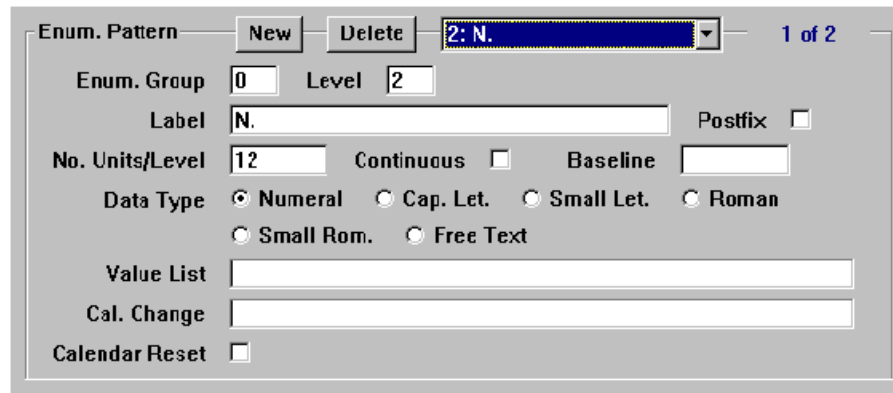 Enum. Pattern New Delete 2: N. 1 of 2
Enum. Group 0 Level 2
Label N. Postfix
No. Units/Level 12 Continuous Baseline
Data Type Numeral Cap. Let. Small Let. Roman
Small Rom. Free Text
Value List
Cal. Change
Calendar Reset